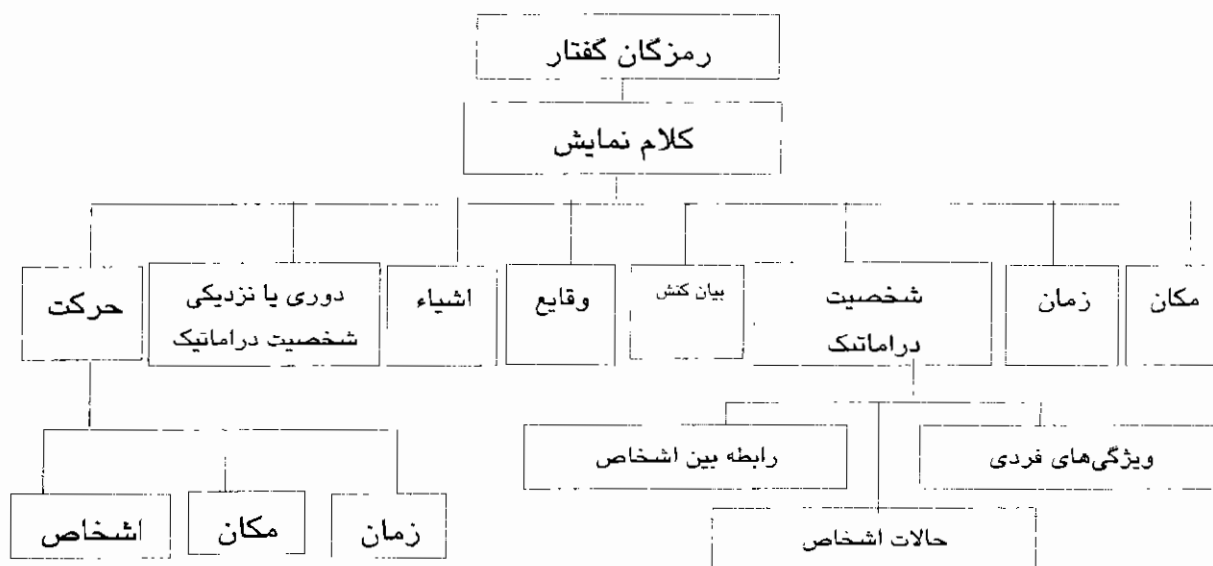 رمزگان گفتار
کلام نمایش
مکان
زمان
شخصیت
دراماتیک
بیان کنش
وقایع
اشیاء
دوری یا نزدیکی
شخصیت دراماتیک
حرکت
ویژگی‌های فردی
رابطه بین اشخاص
حالات اشخاص
زمان
مکان
اشخاص